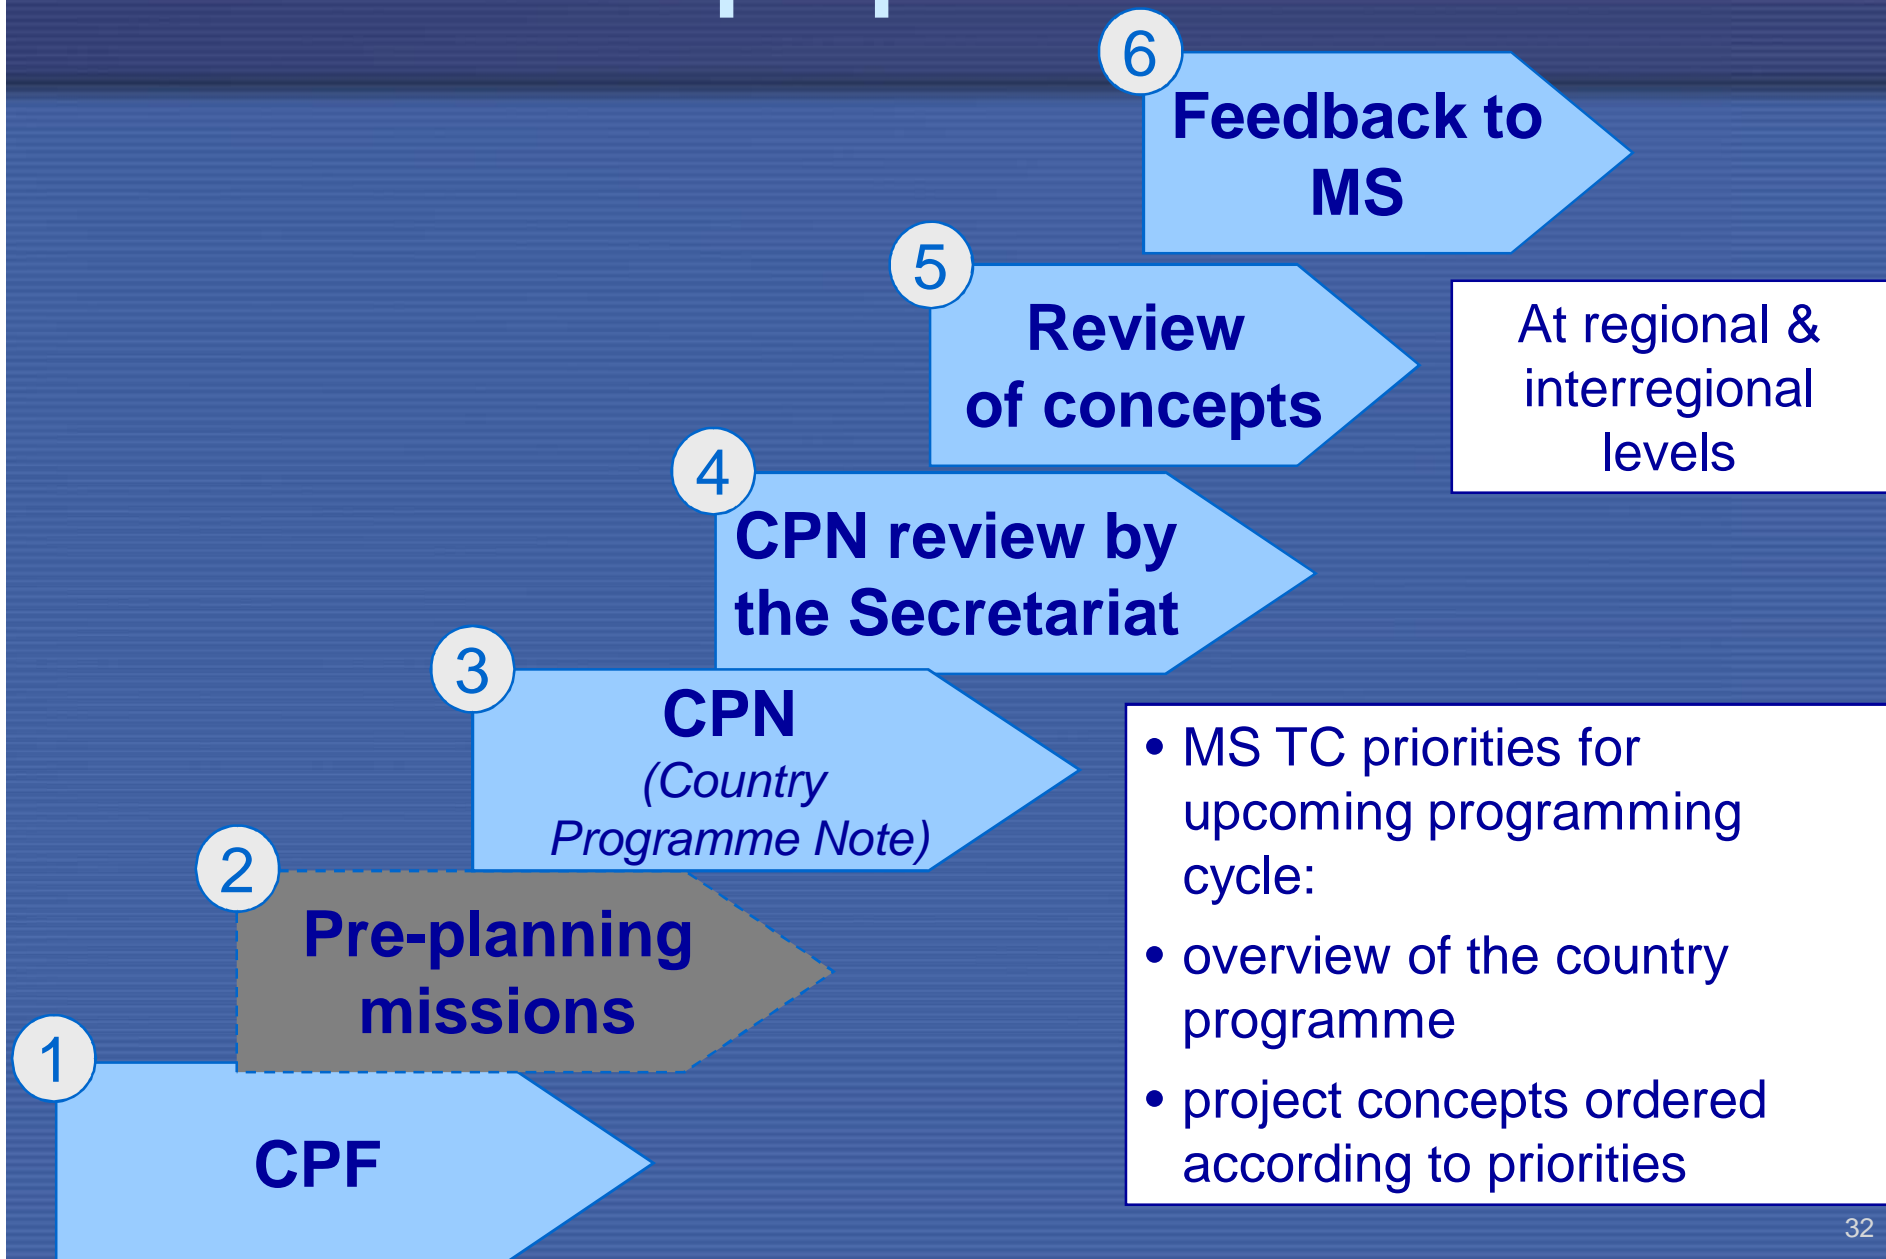 6
Feedback to
MS
5
Review
of concepts
At regional &
interregional
levels
4
CPN review by
the Secretariat
3
CPN
(Country
Programme Note)
• MS TC priorities for
upcoming programming
cycle:
• overview of the country
programme
• project concepts ordered
according to priorities
2
Pre-planning
missions
1
CPF
32